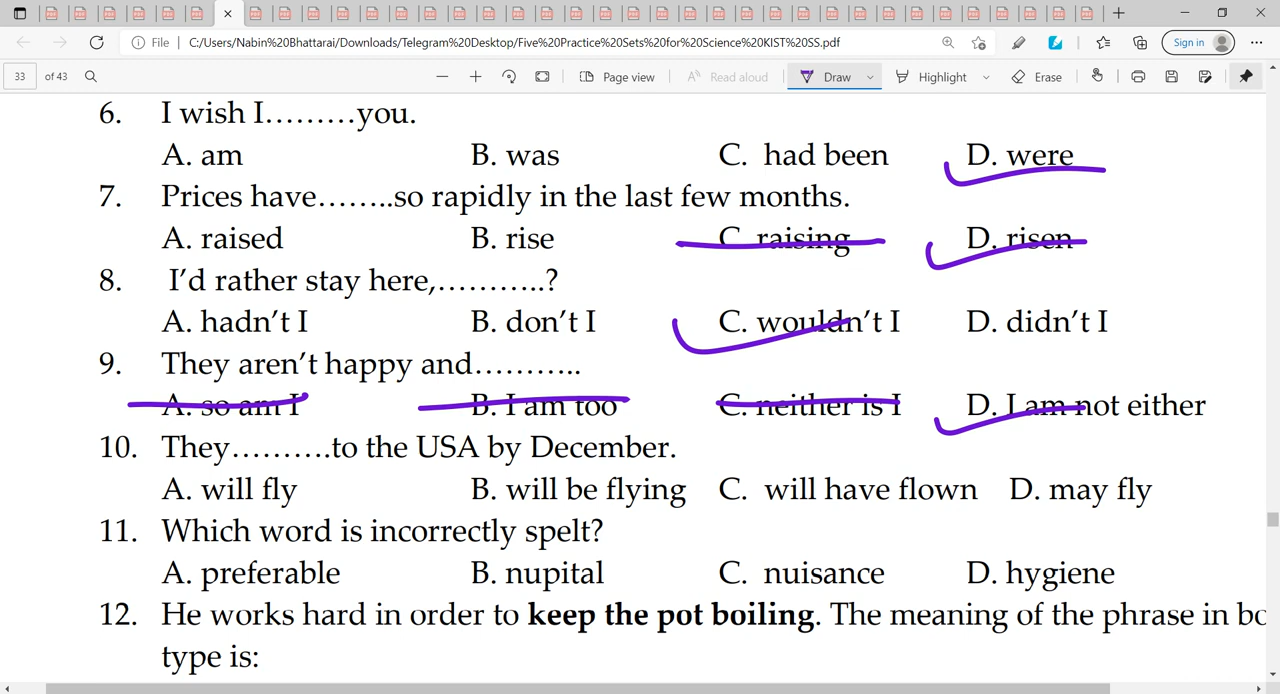 File C:/Users/Nabin%20Bhattarai/Downloads/Telegram%20Desktop/Five%20Practice%20Sets%20for%20Science%20KIST%20SS.pdf Sign in
33 of 43 Page view Read aloud Draw Highlight Erase
6. I wish I………you.
A. am B. was C. had been D. were
7. Prices have……..so rapidly in the last few months.
A. raised B. rise C. raising D. risen
8. I'd rather stay here,………..?
A. hadn't I B. don't I C. wouldn't I D. didn't I
9. They aren't happy and………..
A. so am I B. I am too C. neither is I D. I am not either
10. They……….to the USA by December.
A. will fly B. will be flying C. will have flown D. may fly
11. Which word is incorrectly spelt?
A. preferable B. nupital C. nuisance D. hygiene
12. He works hard in order to keep the pot boiling. The meaning of the phrase in bo
type is: